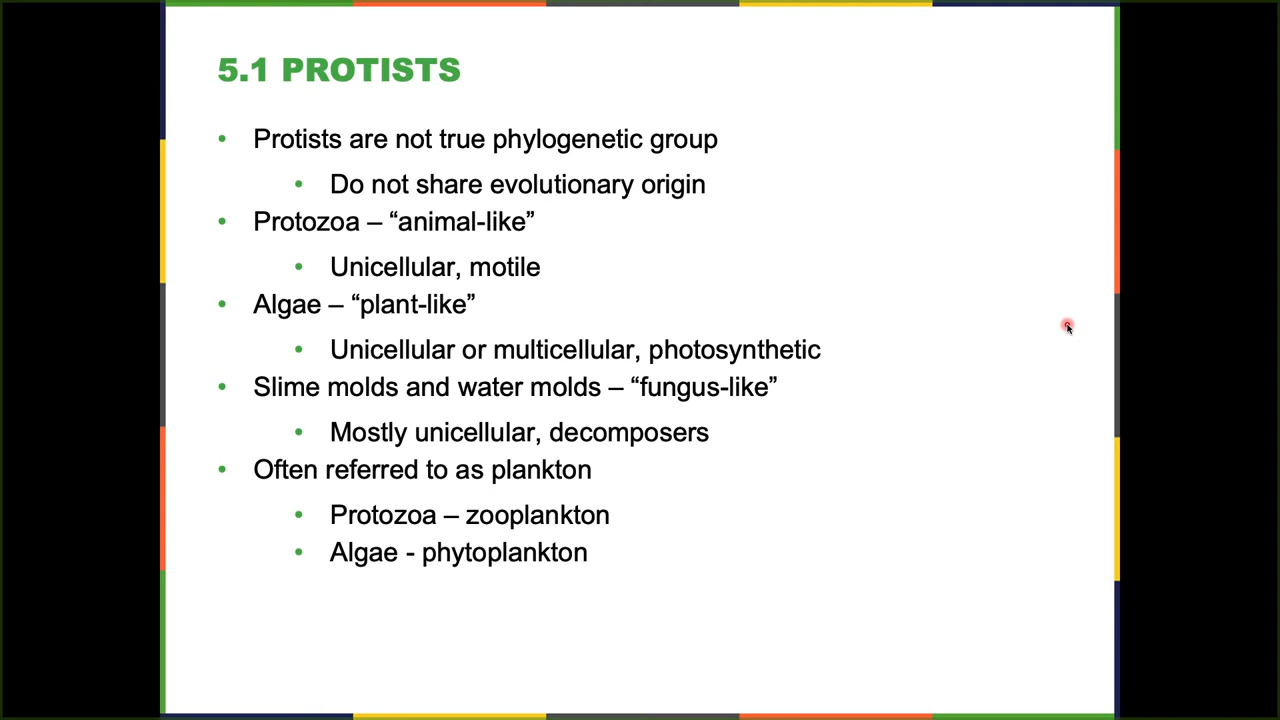 5.1 PROTISTS
• Protists are not true phylogenetic group
• Do not share evolutionary origin
• Protozoa – “animal-like”
• Unicellular, motile
• Algae – “plant-like”
• Unicellular or multicellular, photosynthetic
• Slime molds and water molds – “fungus-like”
• Mostly unicellular, decomposers
• Often referred to as plankton
• Protozoa – zooplankton
• Algae - phytoplankton